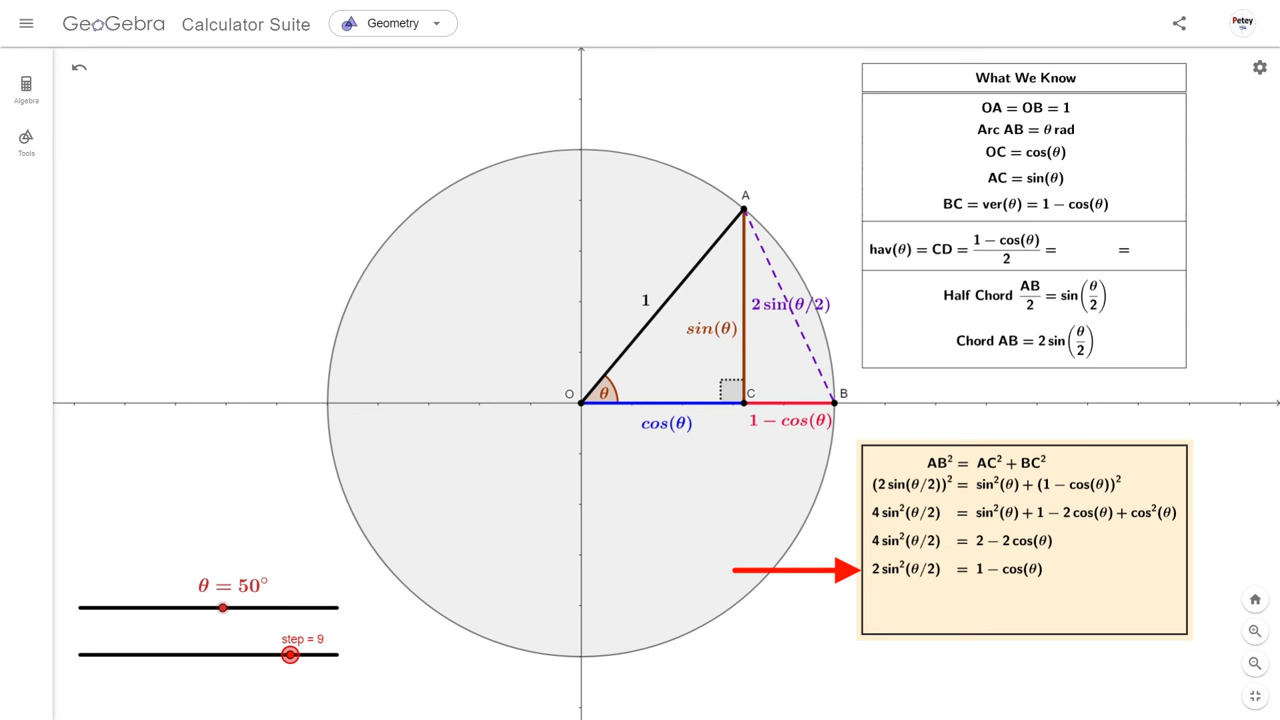 GeoGebra Calculator Suite Geometry Petey
Algebra
Tools
What We Know
OA = OB = 1
Arc AB = θ rad
OC = cos(θ)
AC = sin(θ)
BC = ver(θ) = 1 − cos(θ)
hav(θ) = CD = (1 − cos(θ))/2 = =
Half Chord AB/2 = sin(θ/2)
Chord AB = 2 sin(θ/2)
A
1
2 sin(θ/2)
sin(θ)
O θ C B
cos(θ) 1 − cos(θ)
AB² = AC² + BC²
(2 sin(θ/2))² = sin²(θ) + (1 − cos(θ))²
4 sin²(θ/2) = sin²(θ) + 1 − 2 cos(θ) + cos²(θ)
4 sin²(θ/2) = 2 − 2 cos(θ)
2 sin²(θ/2) = 1 − cos(θ)
θ = 50°
step = 9